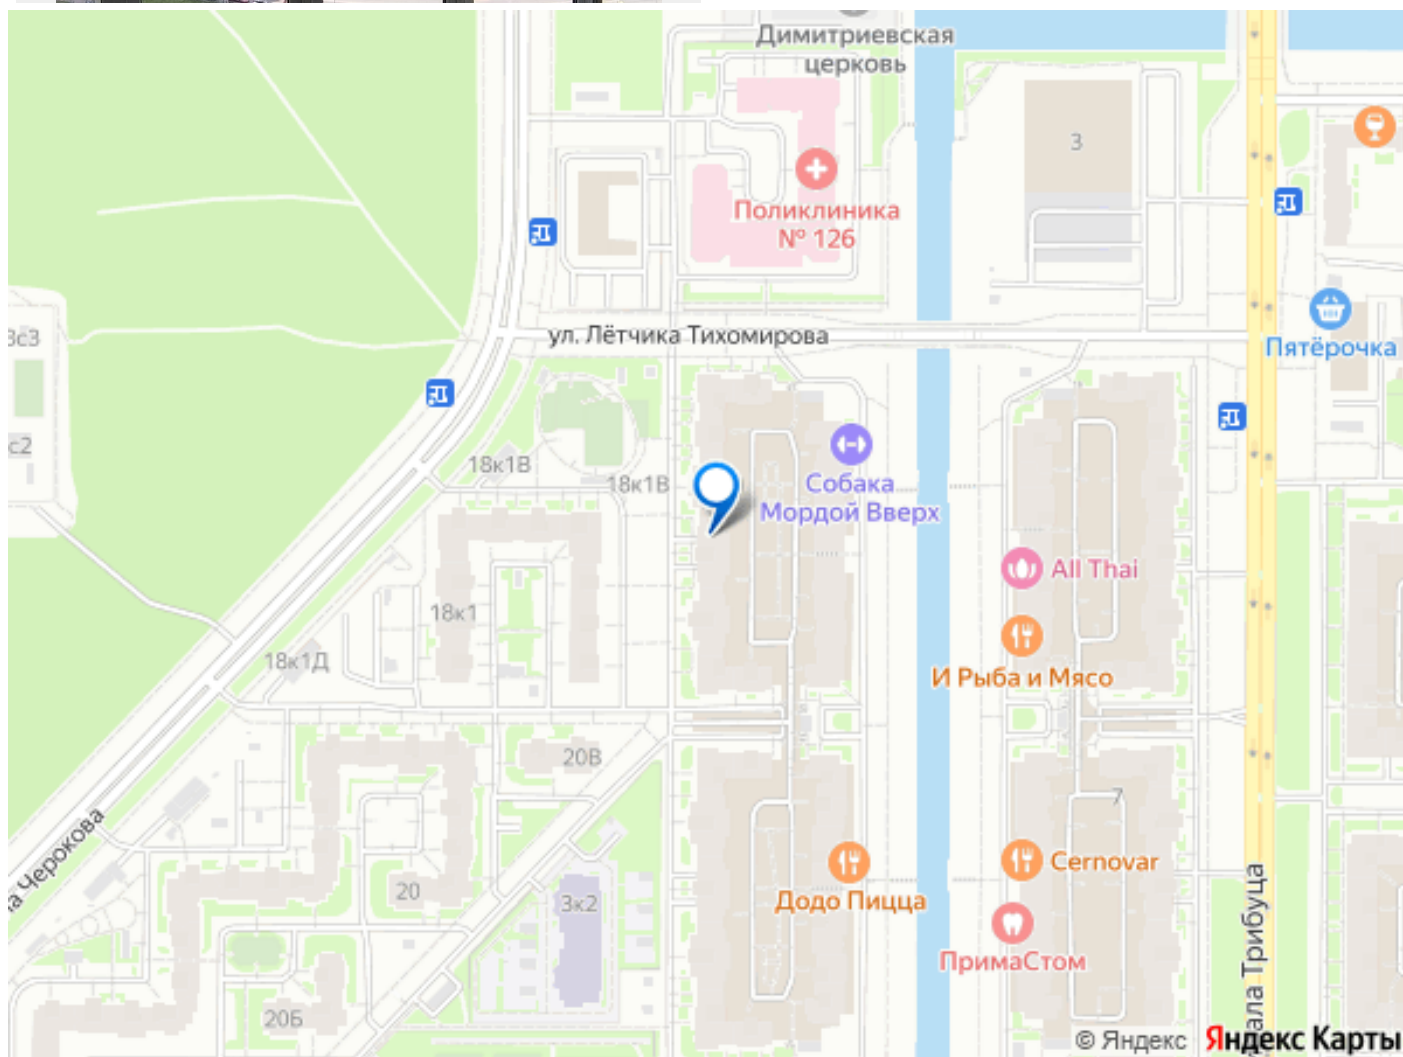 Димитриевская
церковь
3
Поликлиника
№ 126
ул. Лётчика Тихомирова
Пятёрочка
3с3
с2
18к1В
18к1В
Собака
Мордой Вверх
All Thai
18к1
И Рыба и Мясо
18к1Д
20В
7
Cernovar
Додо Пицца
20
3к2
ПримаСтом
20Б
а Черокова
ала Трибуца
© Яндекс Яндекс Карты